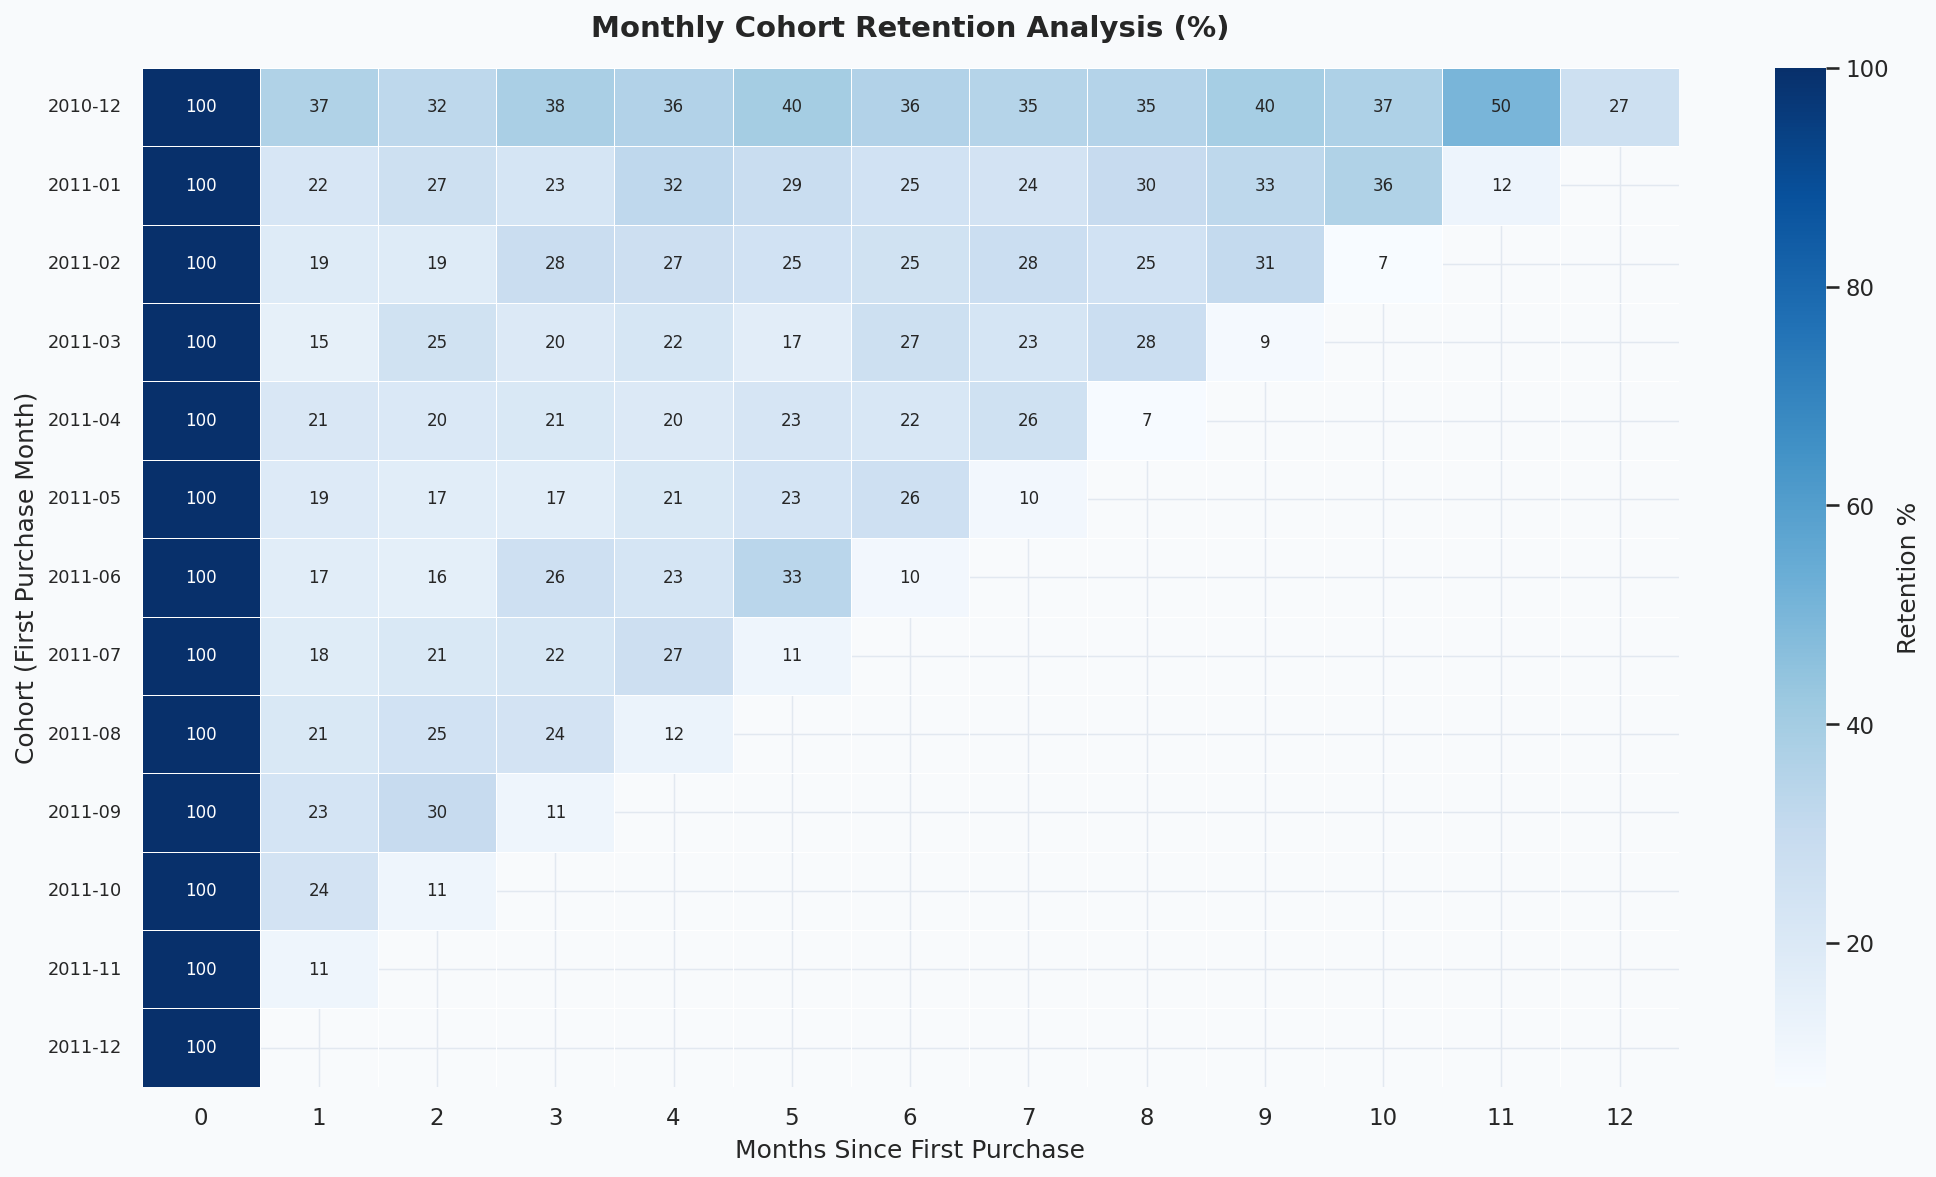 Monthly Cohort Retention Analysis (%)
2010-12 100 37 32 38 36 40 36 35 35 40 37 50 27
2011-01 100 22 27 23 32 29 25 24 30 33 36 12
2011-02 100 19 19 28 27 25 25 28 25 31 7
2011-03 100 15 25 20 22 17 27 23 28 9
2011-04 100 21 20 21 20 23 22 26 7
2011-05 100 19 17 17 21 23 26 10
2011-06 100 17 16 26 23 33 10
2011-07 100 18 21 22 27 11
2011-08 100 21 25 24 12
2011-09 100 23 30 11
2011-10 100 24 11
2011-11 100 11
2011-12 100
0 1 2 3 4 5 6 7 8 9 10 11 12
Months Since First Purchase
Cohort (First Purchase Month)
100
80
60
40
20
Retention %